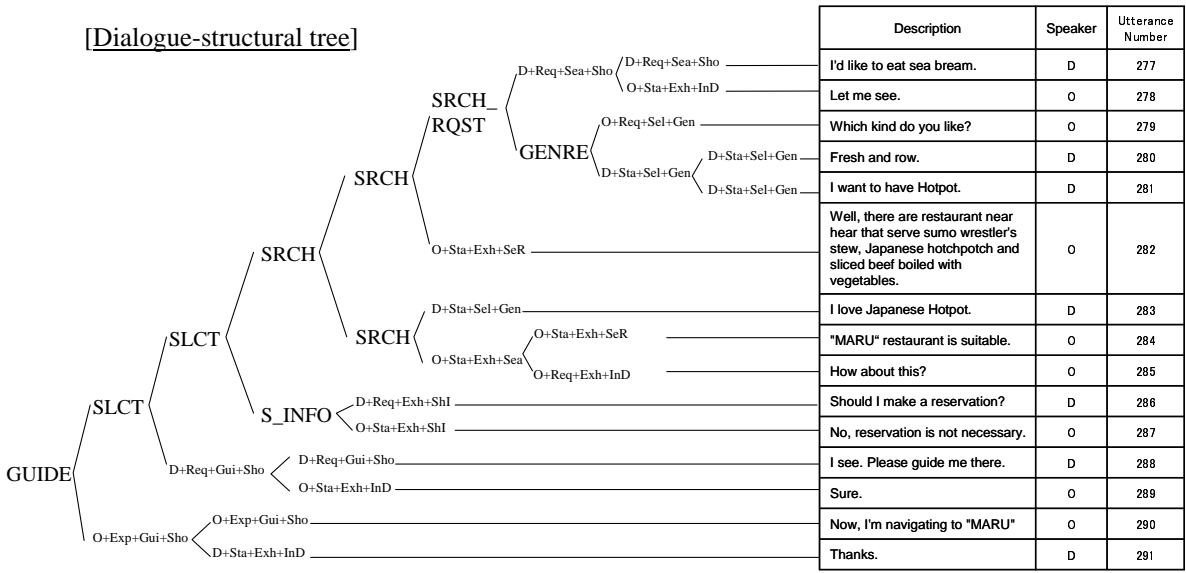 [Dialogue-structural tree]
Description Speaker Utterance Number
D+Req+Sea+Sho D+Req+Sea+Sho I'd like to eat sea bream. D 277
O+Sta+Exh+InD Let me see. O 278
SRCH_
RQST
O+Req+Sel+Gen Which kind do you like? O 279
GENRE D+Sta+Sel+Gen Fresh and row. D 280
D+Sta+Sel+Gen
SRCH D+Sta+Sel+Gen I want to have Hotpot. D 281
Well, there are restaurant near
hear that serve sumo wrestler's
SRCH O+Sta+Exh+SeR stew, Japanese hotchpotch and O 282
sliced beef boiled with
vegetables.
D+Sta+Sel+Gen I love Japanese Hotpot. D 283
SLCT SRCH O+Sta+Exh+SeR "MARU“ restaurant is suitable. O 284
O+Sta+Exh+Sea
O+Req+Exh+InD How about this? O 285
SLCT S_INFO D+Req+Exh+ShI Should I make a reservation? D 286
O+Sta+Exh+ShI No, reservation is not necessary. O 287
GUIDE D+Req+Gui+Sho D+Req+Gui+Sho I see. Please guide me there. D 288
O+Sta+Exh+InD Sure. O 289
O+Exp+Gui+Sho O+Exp+Gui+Sho Now, I'm navigating to "MARU" O 290
D+Sta+Exh+InD Thanks. D 291